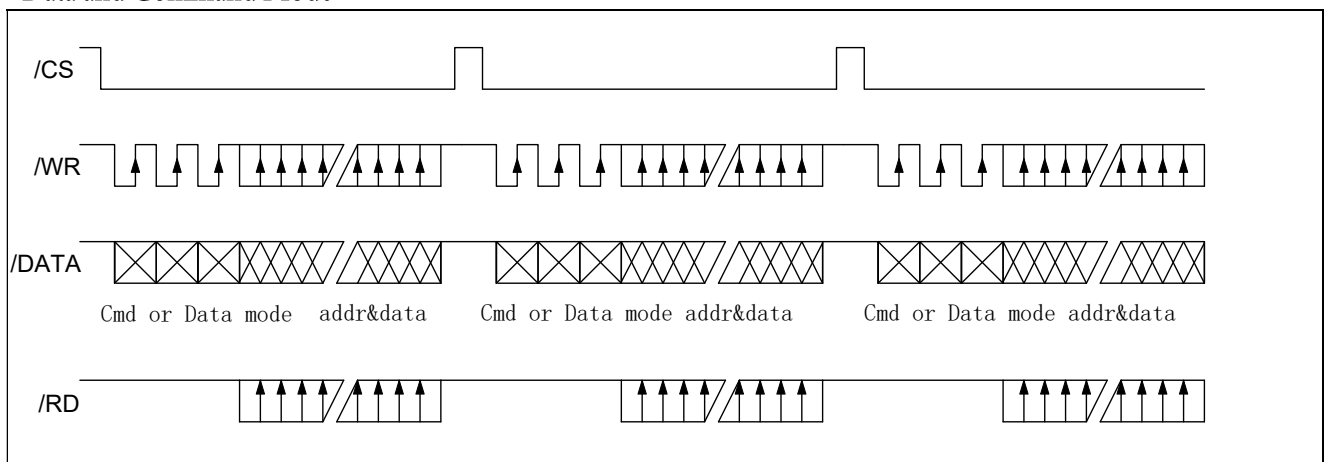 /CS
/WR
/DATA
Cmd or Data mode addr&data Cmd or Data mode addr&data Cmd or Data mode addr&data
/RD